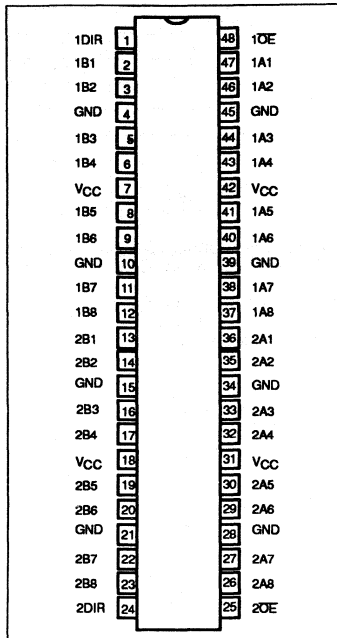 1DIR 1 48 1O̅E̅
1B1 2 47 1A1
1B2 3 46 1A2
GND 4 45 GND
1B3 5 44 1A3
1B4 6 43 1A4
VCC 7 42 VCC
1B5 8 41 1A5
1B6 9 40 1A6
GND 10 39 GND
1B7 11 38 1A7
1B8 12 37 1A8
2B1 13 36 2A1
2B2 14 35 2A2
GND 15 34 GND
2B3 16 33 2A3
2B4 17 32 2A4
VCC 18 31 VCC
2B5 19 30 2A5
2B6 20 29 2A6
GND 21 28 GND
2B7 22 27 2A7
2B8 23 26 2A8
2DIR 24 25 2O̅E̅